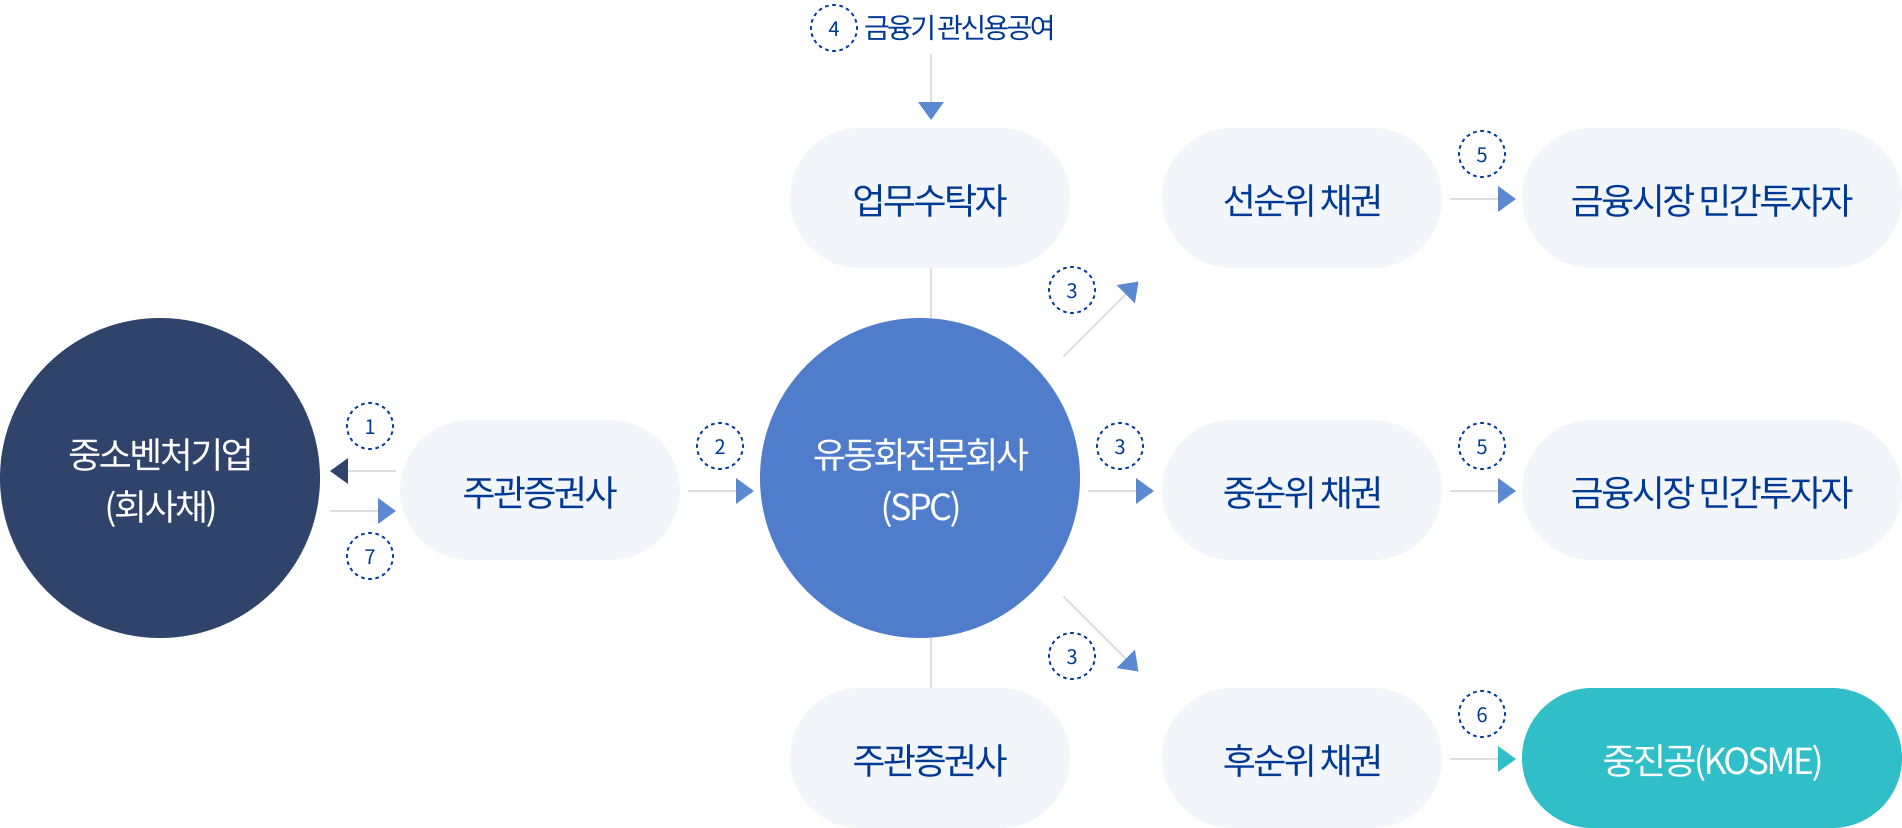 4 금융기 관신용공여
업무수탁자
선순위 채권
5
금융시장 민간투자자
3
중소벤처기업
(회사채)
1
7
주관증권사
2
유동화전문회사
(SPC)
3
중순위 채권
5
금융시장 민간투자자
3
주관증권사
후순위 채권
6
중진공(KOSME)